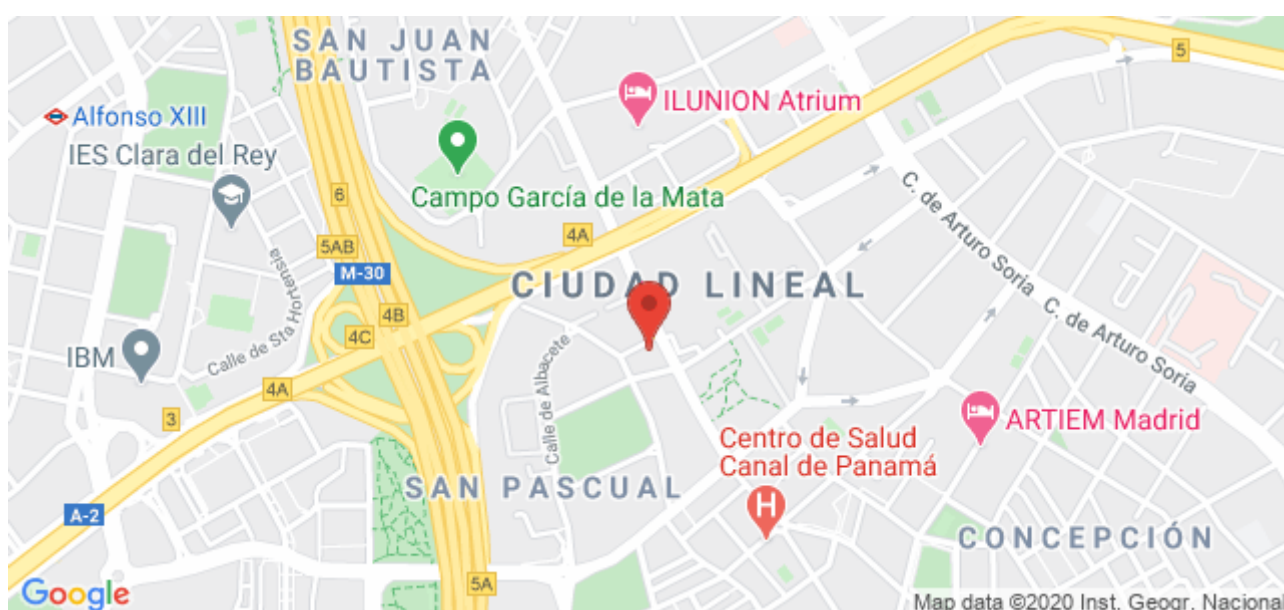 SAN JUAN
BAUTISTA
ILUNION Atrium
5
Alfonso XIII
IES Clara del Rey
Campo García de la Mata
6
4A
5AB
M-30
C. de Arturo Soria
CIUDAD LINEAL
Calle de Sta Hortensia
4B
4C
C. de Arturo Soria
IBM
4A
3
Calle de Albacete
ARTIEM Madrid
Centro de Salud
Canal de Panamá
H
SAN PASCUAL
A-2
CONCEPCIÓN
5A
Google
Map data ©2020 Inst. Geogr. Naciona